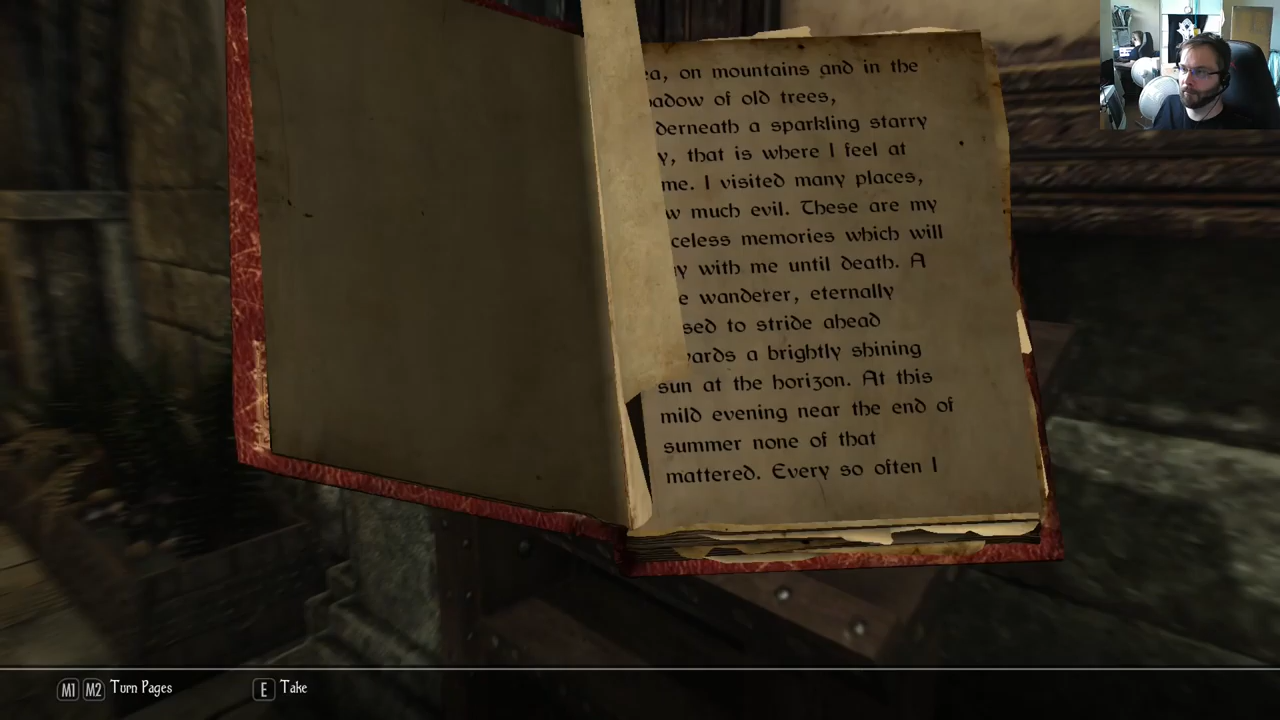 ea, on mountains and in the
adow of old trees,
derneath a sparkling starry
y, that is where I feel at
me. I visited many places,
w much evil. These are my
celess memories which will
y with me until death. A
e wanderer, eternally
sed to stride ahead
ards a brightly shining
sun at the horizon. At this
mild evening near the end of
summer none of that
mattered. Every so often I
M1 M2 Turn Pages
E Take